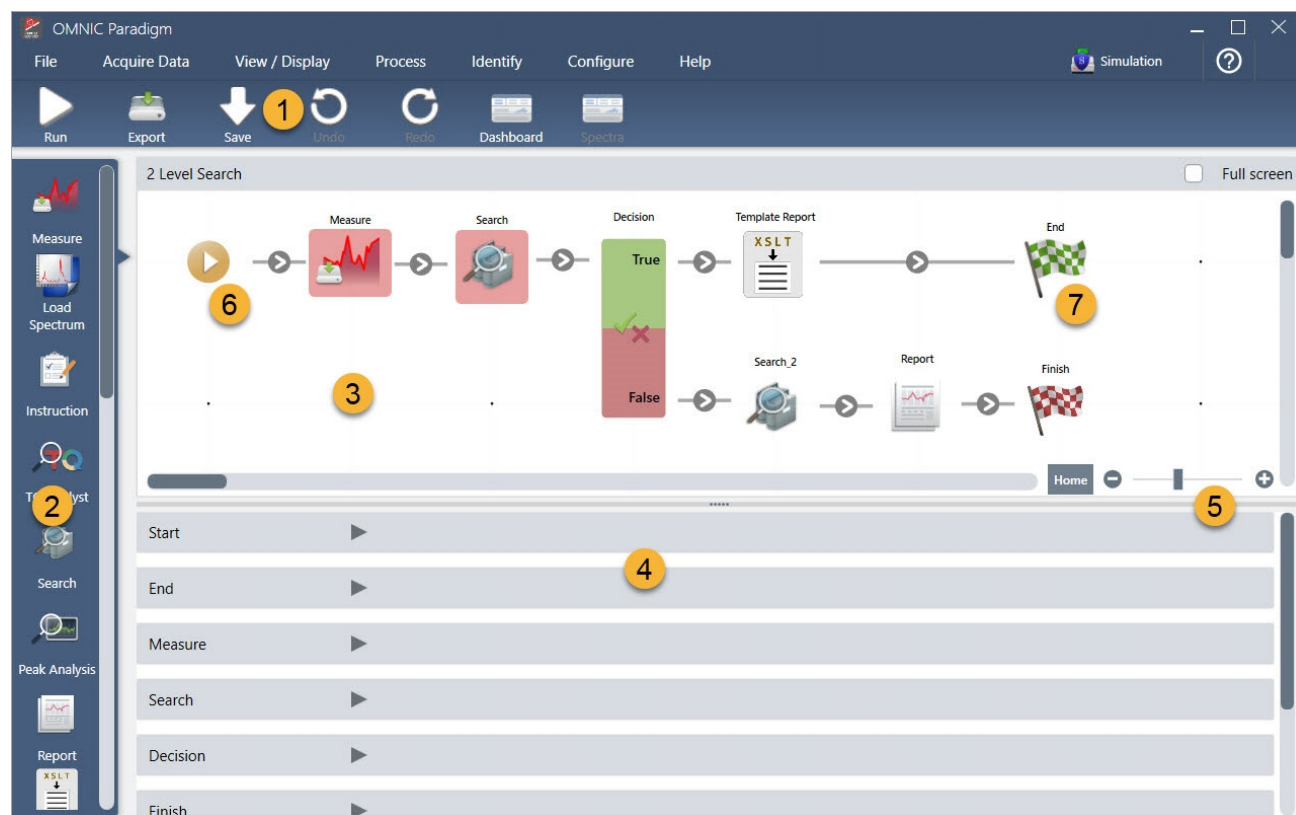 OMNIC Paradigm
File Acquire Data View / Display Process Identify Configure Help Simulation ?
Run Export Save 1 Undo Redo Dashboard Spectra
2 Level Search Full screen
Measure
Load
Spectrum
Instruction
2
Search
Peak Analysis
Report
XSLT
Measure Search Decision Template Report End
XSLT
True
6 7
3
Search_2 Report Finish
False
Home
5
Start
4
End
Measure
Search
Decision
Finish